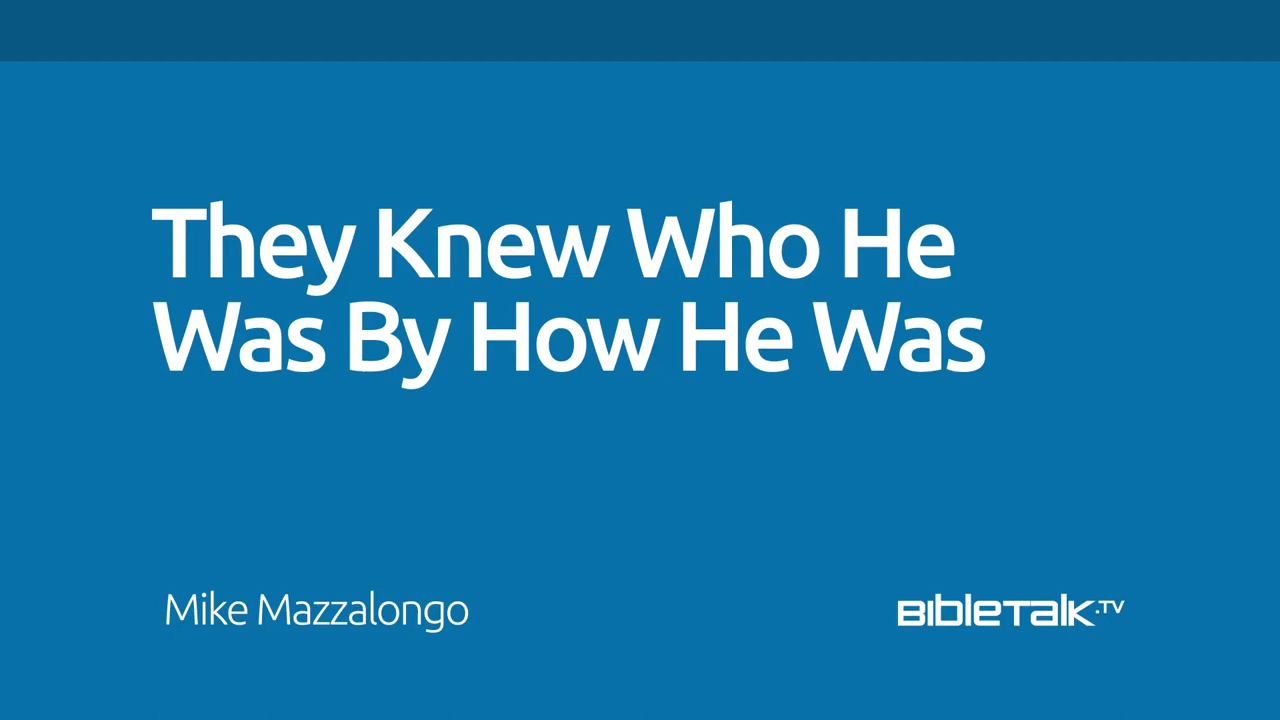 They Knew Who He
Was By How He Was
Mike Mazzalongo
BIBLETALK.TV